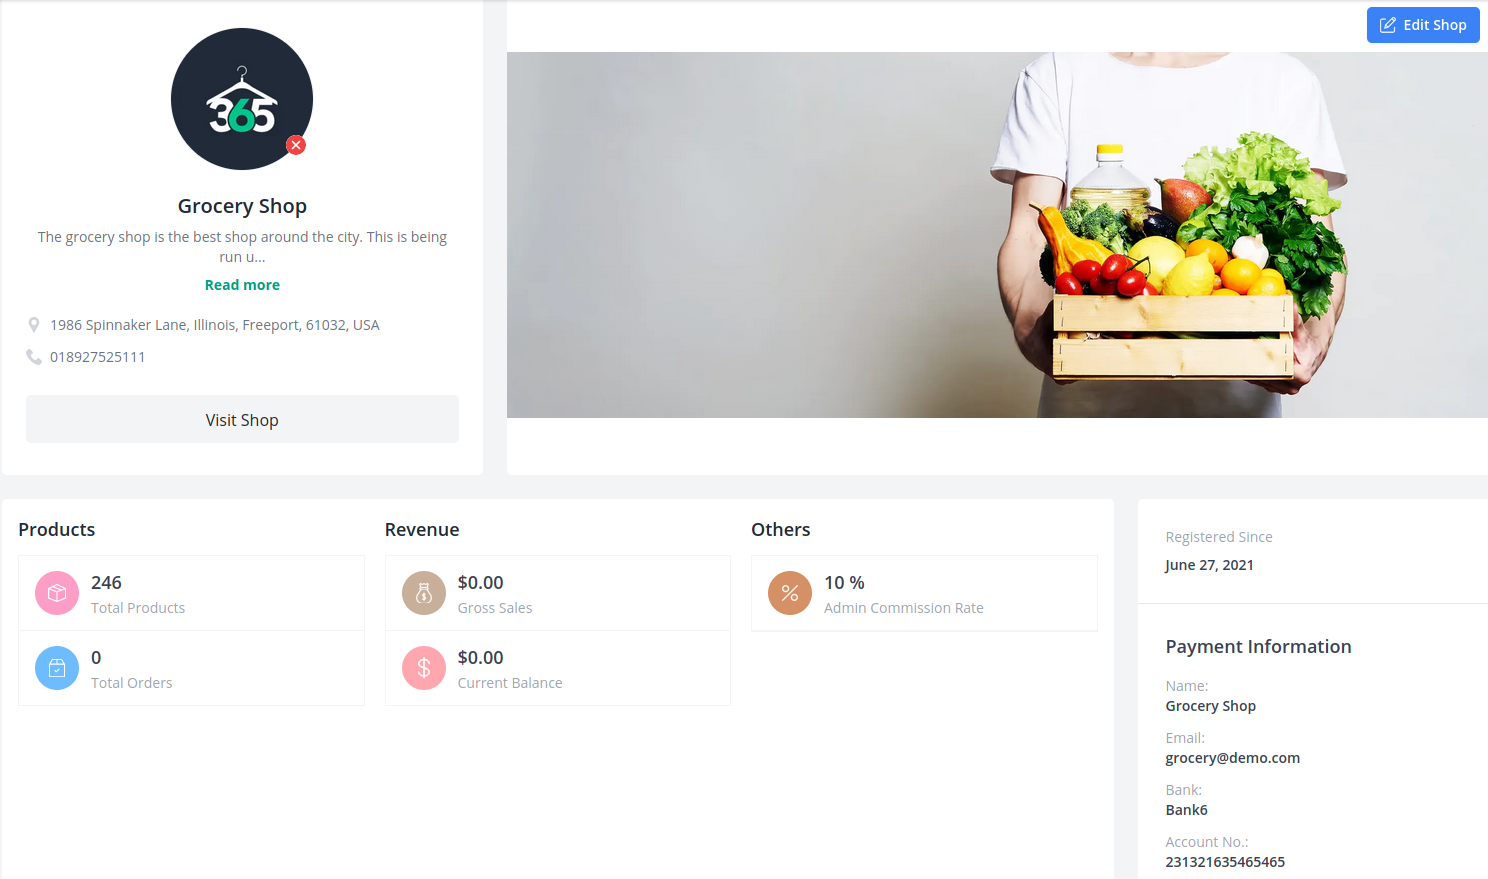 365
Grocery Shop
The grocery shop is the best shop around the city. This is being
run u...
Read more
1986 Spinnaker Lane, Illinois, Freeport, 61032, USA
018927525111
Visit Shop
Edit Shop
Products
246
Total Products
0
Total Orders
Revenue
$0.00
Gross Sales
$0.00
Current Balance
Others
10 %
Admin Commission Rate
Registered Since
June 27, 2021
Payment Information
Name:
Grocery Shop
Email:
grocery@demo.com
Bank:
Bank6
Account No.:
231321635465465